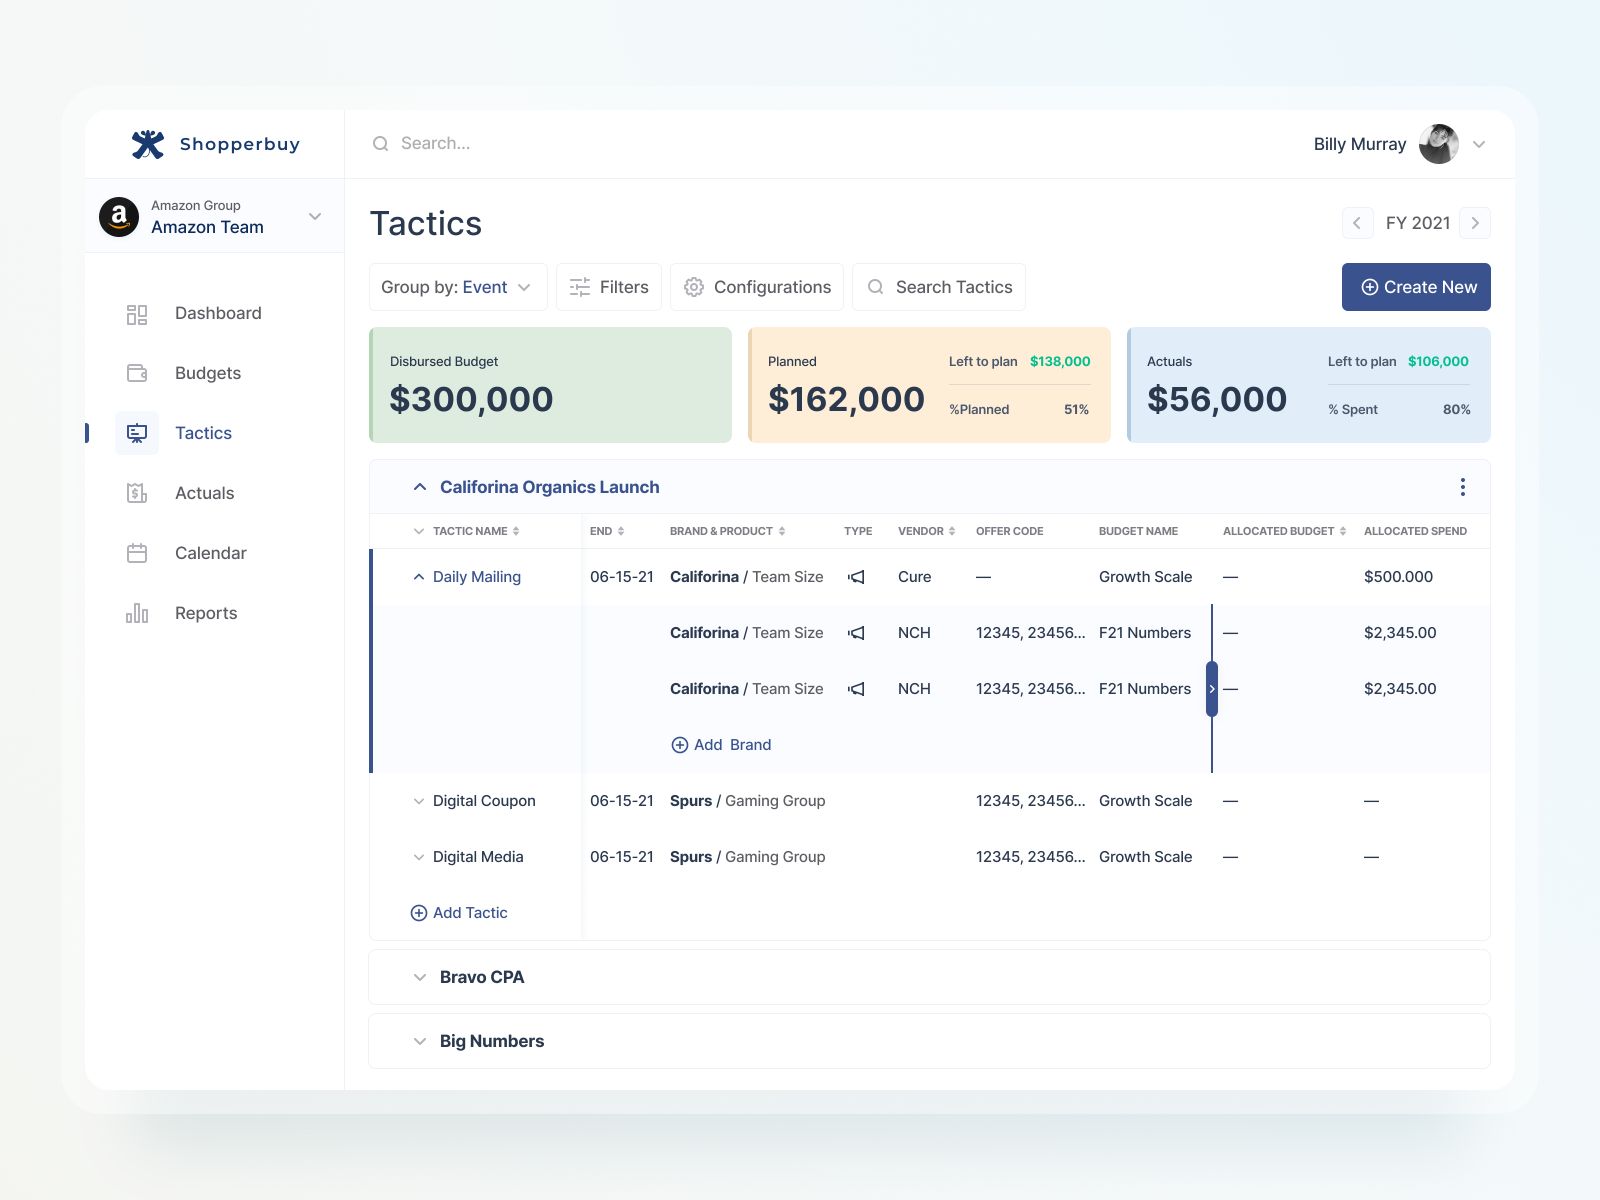 Shopperbuy
Search...
Billy Murray
Amazon Group
Amazon Team
Dashboard
Budgets
Tactics
Actuals
Calendar
Reports
Tactics
FY 2021
Group by: Event
Filters
Configurations
Search Tactics
Create New
Disbursed Budget
$300,000
Planned
$162,000
Left to plan $138,000
%Planned 51%
Actuals
$56,000
Left to plan $106,000
% Spent 80%
Califorina Organics Launch
TACTIC NAME END BRAND & PRODUCT TYPE VENDOR OFFER CODE BUDGET NAME ALLOCATED BUDGET ALLOCATED SPEND
Daily Mailing 06-15-21 Califorina / Team Size Cure — Growth Scale — $500.000
Califorina / Team Size NCH 12345, 23456... F21 Numbers — $2,345.00
Califorina / Team Size NCH 12345, 23456... F21 Numbers — $2,345.00
Add Brand
Digital Coupon 06-15-21 Spurs / Gaming Group 12345, 23456... Growth Scale — —
Digital Media 06-15-21 Spurs / Gaming Group 12345, 23456... Growth Scale — —
Add Tactic
Bravo CPA
Big Numbers